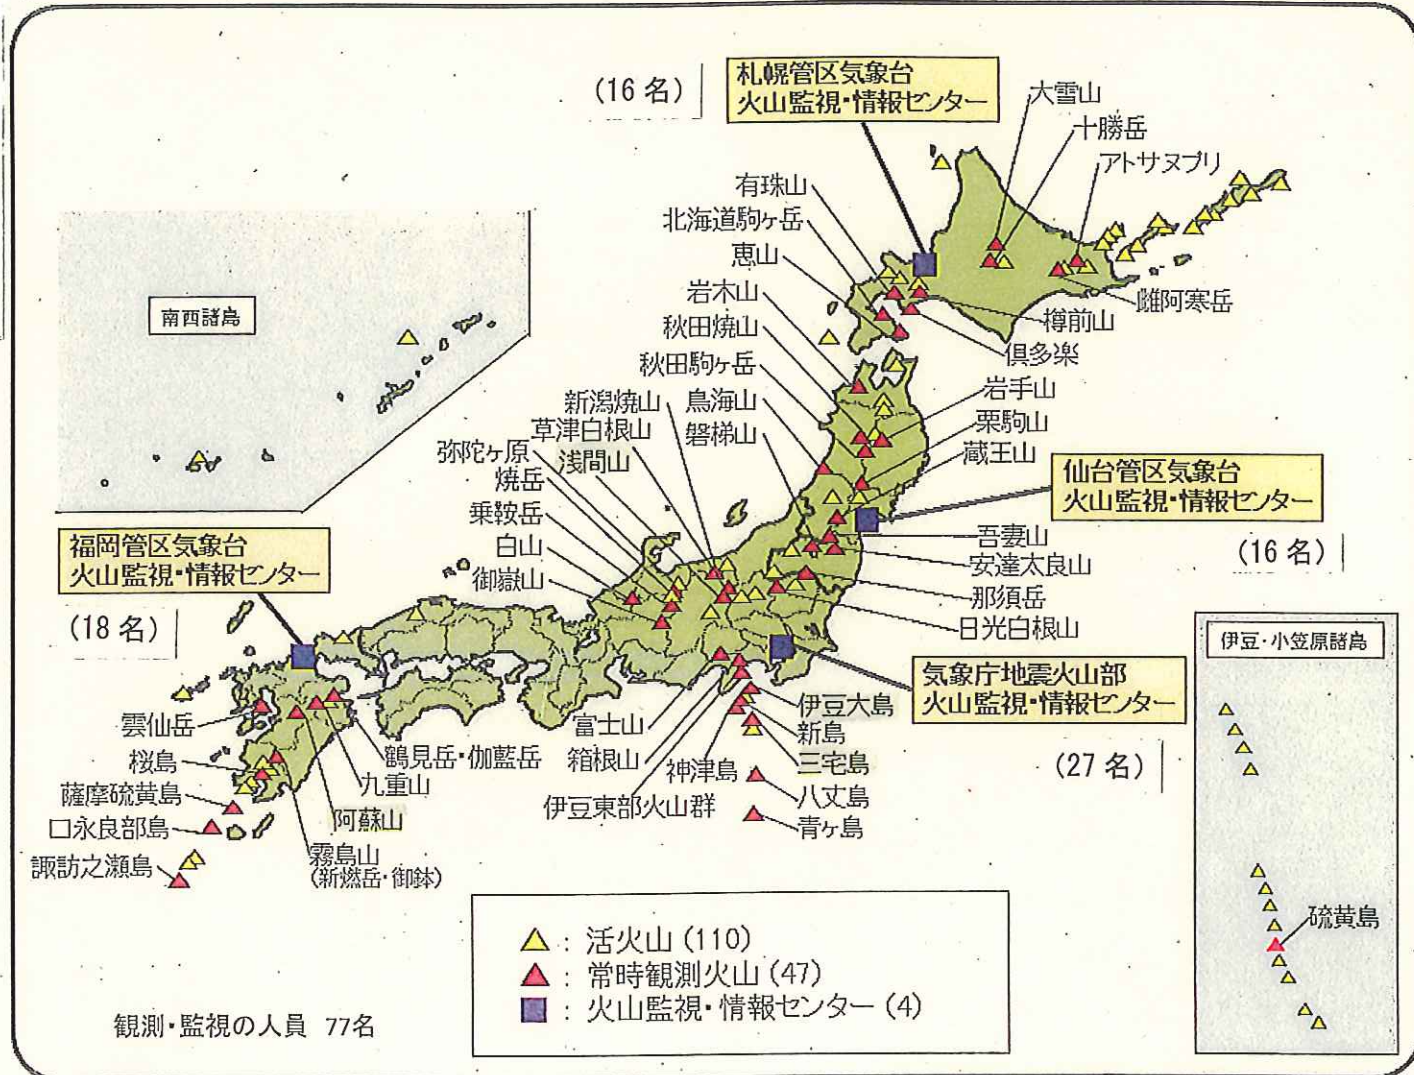 札幌管区気象台
火山監視・情報センター
(16 名)
大雪山
十勝岳
アトサヌプリ
有珠山
北海道駒ヶ岳
恵山
岩木山
秋田焼山
秋田駒ヶ岳
新潟焼山
鳥海山
草津白根山
磐梯山
弥陀ヶ原
浅間山
焼岳
乗鞍岳
白山
御嶽山
雌阿寒岳
樽前山
倶多楽
岩手山
栗駒山
蔵王山
仙台管区気象台
火山監視・情報センター
(16 名)
吾妻山
安達太良山
那須岳
日光白根山
南西諸島
福岡管区気象台
火山監視・情報センター
(18 名)
気象庁地震火山部
火山監視・情報センター
(27 名)
伊豆・小笠原諸島
硫黄島
富士山
箱根山
伊豆東部火山群
神津島
伊豆大島
新島
三宅島
八丈島
青ヶ島
雲仙岳
桜島
薩摩硫黄島
口永良部島
諏訪之瀬島
鶴見岳・伽藍岳
九重山
阿蘇山
霧島山
(新燃岳・御鉢)
: 活火山 (110)
: 常時観測火山 (47)
: 火山監視・情報センター (4)
観測・監視の人員 77名